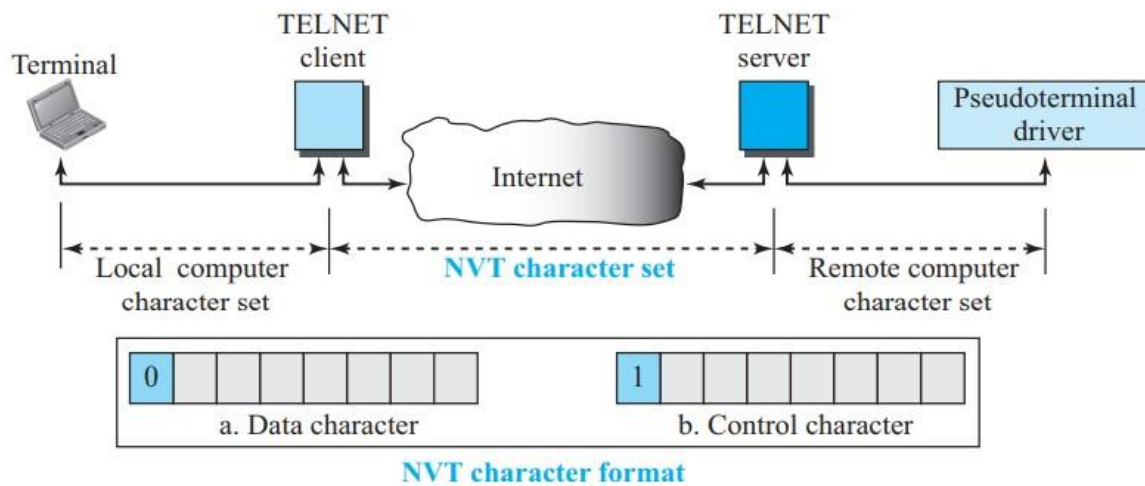 TELNET
client
TELNET
server
Terminal
Pseudoterminal
driver
Internet
Local computer
character set
NVT character set
Remote computer
character set
0
1
a. Data character
b. Control character
NVT character format